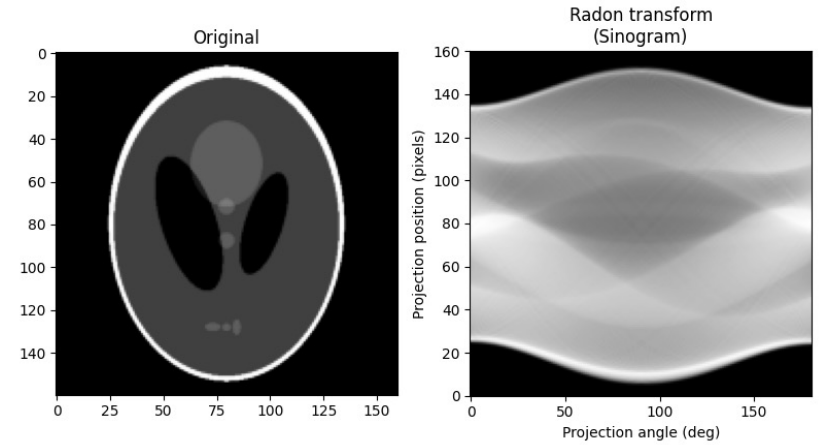 Original
0
20
40
60
80
100
120
140
0 25 50 75 100 125 150
Radon transform
(Sinogram)
Projection position (pixels)
160
140
120
100
80
60
40
20
0
0 50 100 150
Projection angle (deg)